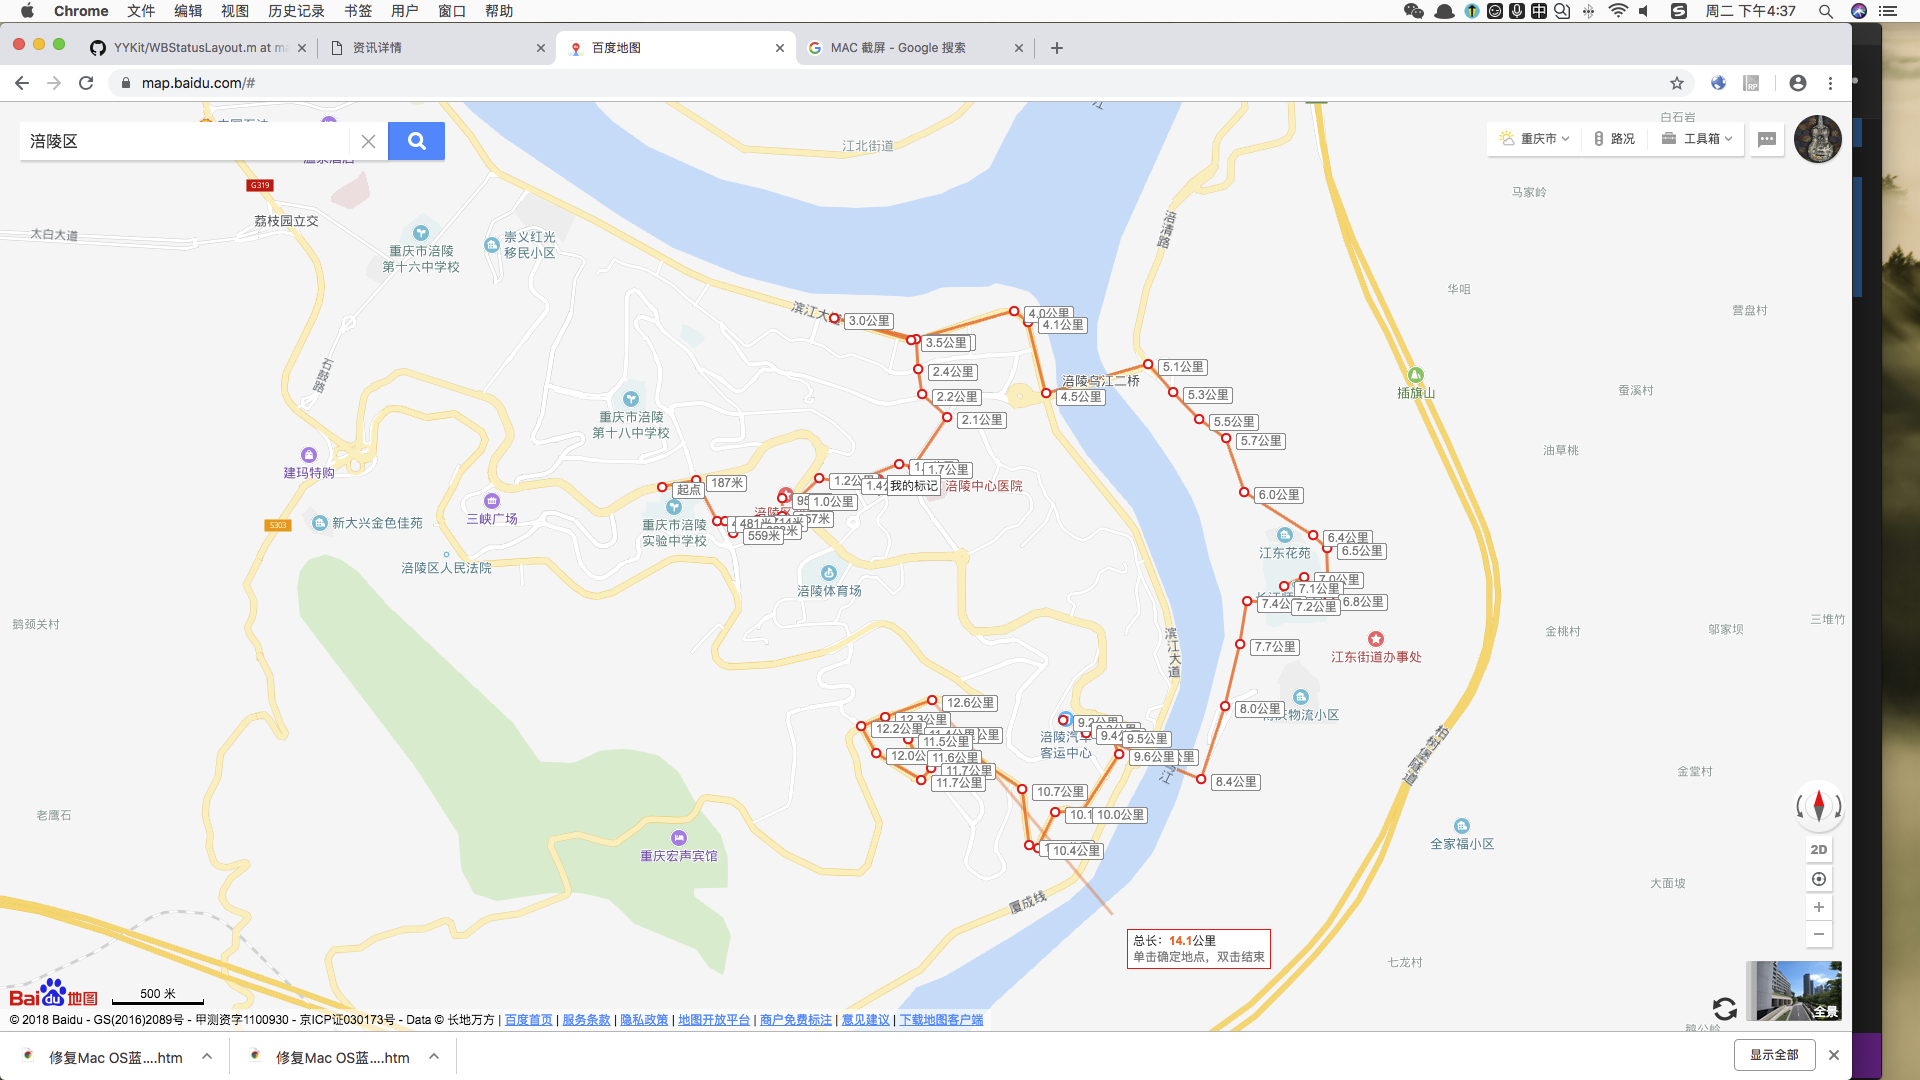 Chrome 文件 编辑 视图 历史记录 书签 用户 窗口 帮助
周二 下午4:37
YYKit/WBStatusLayout.m at ma
资讯详情
百度地图
MAC 截屏 - Google 搜索
map.baidu.com/#
涪陵区
重庆市
路况
工具箱
白石岩
江北街道
马家岭
G319
荔枝园立交
太白大道
重庆市涪陵
第十六中学校
崇义红光
移民小区
涪清路
华咀
营盘村
滨江大
3.0公里
4.0公里
4.1公里
3.5公里
2.4公里
2.2公里
2.1公里
石鼓路
涪陵乌江二桥
4.5公里
5.1公里
5.3公里
5.5公里
5.7公里
插旗山
蚕溪村
重庆市涪陵
第十八中学校
油草桃
建玛特购
187米
起点
1.2公
1.7公里
1.4
我的标记
涪陵中心医院
95
1.0公里
6.0公里
三峡广场
S303
新大兴金色佳苑
重庆市涪陵
实验中学校
481米
559米
6.4公里
6.5公里
江东花苑
涪陵区人民法院
涪陵体育场
7.0公里
7.1公里
7.4公
7.2公里
6.8公里
鹅颈关村
三堆竹
金桃村
邬家坝
滨江大道
7.7公里
江东街道办事处
12.6公里
12.3公里
12.2公里
11.5公里
11.6公里
12.0公
11.7公里
11.7公里
8.0公里
物流小区
9.2公里
9.4
9.5公里
9.6公里
涪陵汽车
客运中心
8.4公里
柏树堡隧道
金堂村
10.7公里
10.1
10.0公里
10.4公里
老鹰石
重庆宏声宾馆
全家福小区
2D
大面坡
厦成线
总长：14.1公里
单击确定地点，双击结束
七龙村
全景
鹅公岭
Bai du 地图
500 米
© 2018 Baidu - GS(2016)2089号 - 甲测资字1100930 - 京ICP证030173号 - Data © 长地万方 | 百度首页 | 服务条款 | 隐私政策 | 地图开放平台 | 商户免费标注 | 意见建议 | 下载地图客户端
修复Mac OS蓝....htm
修复Mac OS蓝....htm
显示全部